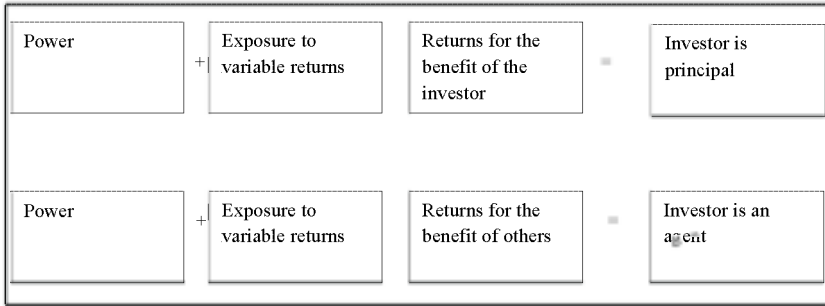 Power
+
Exposure to
variable returns
Returns for the
benefit of the
investor
=
Investor is
principal
Power
+
Exposure to
variable returns
Returns for the
benefit of others
=
Investor is an
agent